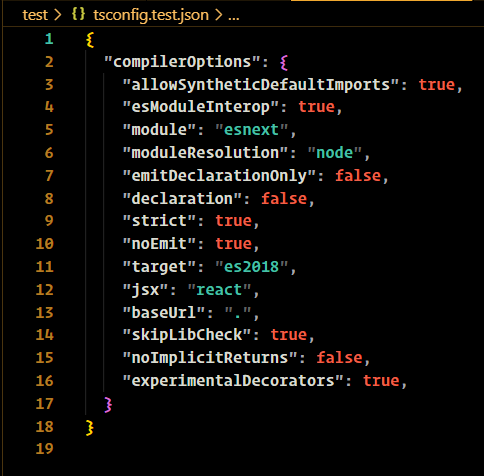 test > {} tsconfig.test.json > ...
1 {
2 "compilerOptions": {
3 "allowSyntheticDefaultImports": true,
4 "esModuleInterop": true,
5 "module": "esnext",
6 "moduleResolution": "node",
7 "emitDeclarationOnly": false,
8 "declaration": false,
9 "strict": true,
10 "noEmit": true,
11 "target": "es2018",
12 "jsx": "react",
13 "baseUrl": ".",
14 "skipLibCheck": true,
15 "noImplicitReturns": false,
16 "experimentalDecorators": true,
17 }
18 }
19